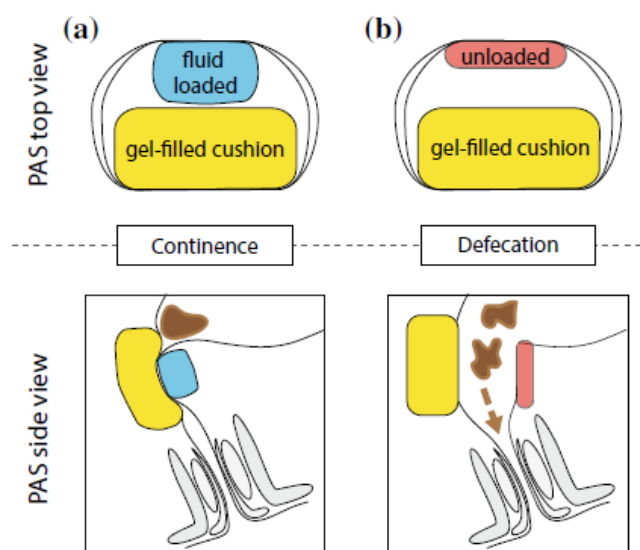 (a)
(b)
PAS top view
fluid
loaded
unloaded
gel-filled cushion
gel-filled cushion
Continence
Defecation
PAS side view